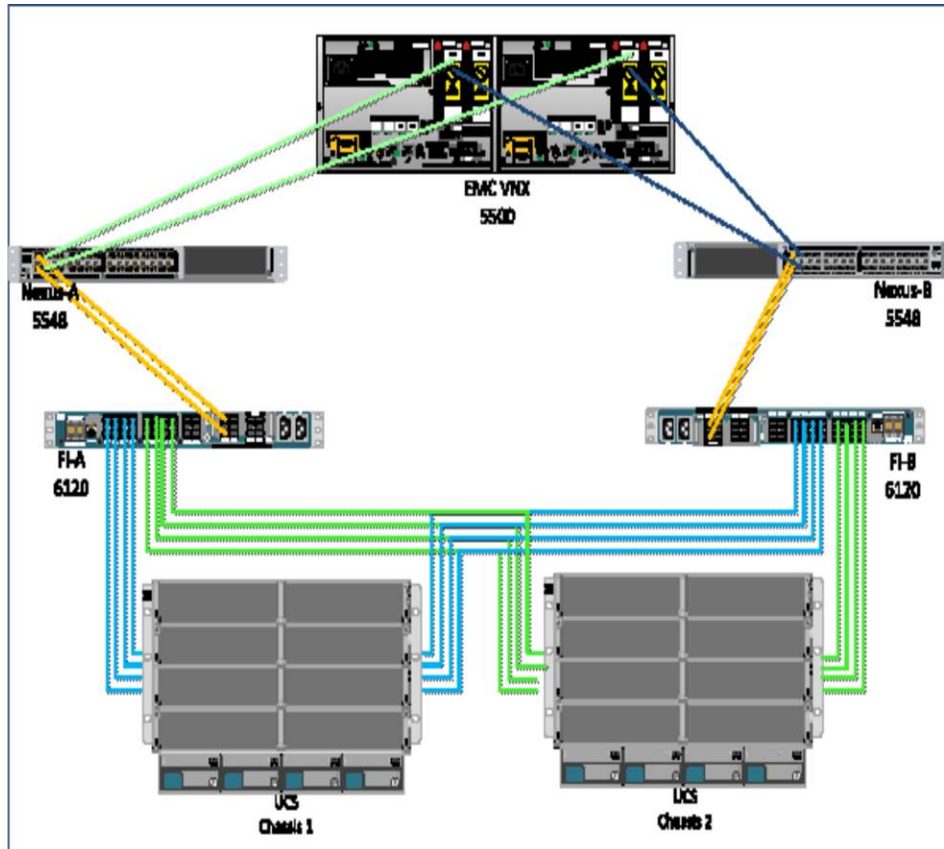 EMC VNX
5500
Nexus-A
5548
Nexus-B
5548
FI-A
6120
FI-B
6120
UCS
Chassis 1
UCS
Chassis 2